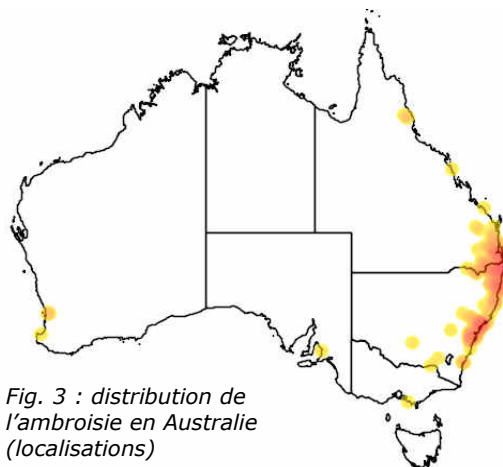 Fig. 3 : distribution de
l'ambroisie en Australie
(localisations)